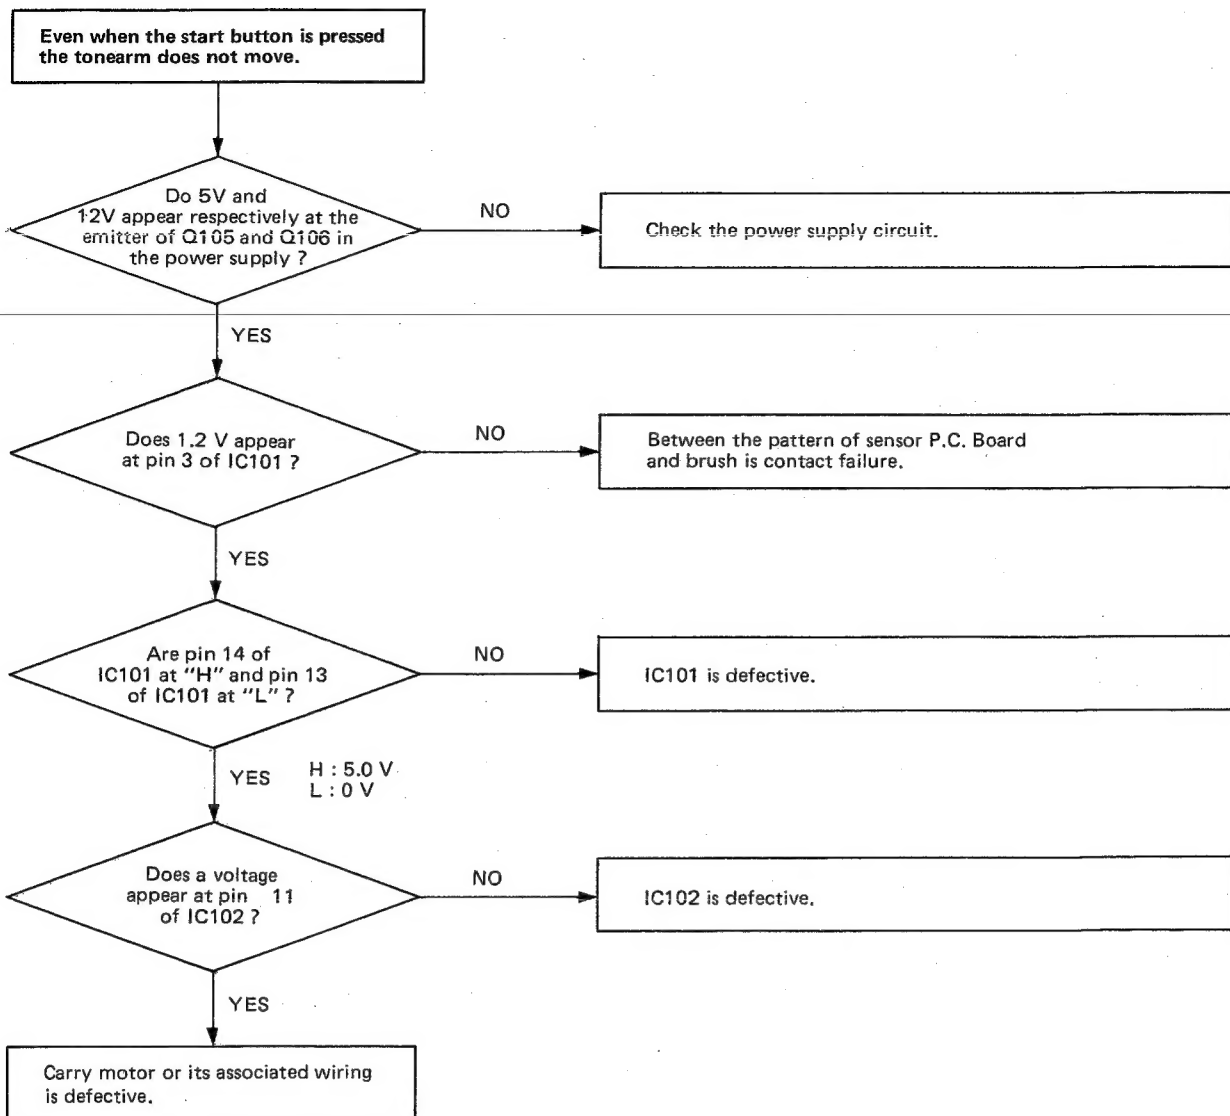 Even when the start button is pressed
the tonearm does not move.
Do 5V and
12V appear respectively at the
emitter of Q105 and Q106 in
the power supply ?
NO
Check the power supply circuit.
YES
Does 1.2 V appear
at pin 3 of IC101 ?
NO
Between the pattern of sensor P.C. Board
and brush is contact failure.
YES
Are pin 14 of
IC101 at "H" and pin 13
of IC101 at "L" ?
NO
IC101 is defective.
YES
H : 5.0 V
L : 0 V
Does a voltage
appear at pin 11
of IC102 ?
NO
IC102 is defective.
YES
Carry motor or its associated wiring
is defective.